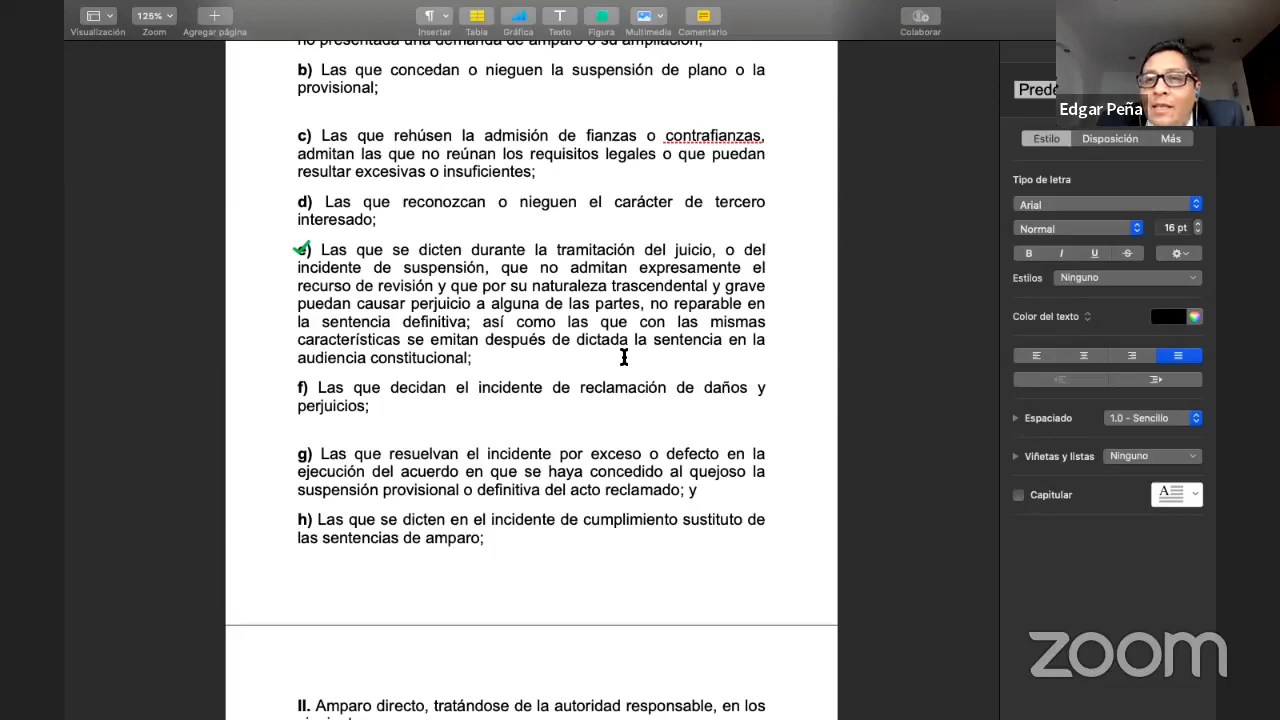 Visualización
125%
Zoom
Agregar página
Insertar
Tabla
Gráfica
Texto
Figura
Multimedia
Comentario
Colaborar
no presentada una demanda de amparo o su ampliación;
b) Las que concedan o nieguen la suspensión de plano o la
provisional;
c) Las que rehúsen la admisión de fianzas o contrafianzas,
admitan las que no reúnan los requisitos legales o que puedan
resultar excesivas o insuficientes;
d) Las que reconozcan o nieguen el carácter de tercero
interesado;
e) Las que se dicten durante la tramitación del juicio, o del
incidente de suspensión, que no admitan expresamente el
recurso de revisión y que por su naturaleza trascendental y grave
puedan causar perjuicio a alguna de las partes, no reparable en
la sentencia definitiva; así como las que con las mismas
características se emitan después de dictada la sentencia en la
audiencia constitucional;
f) Las que decidan el incidente de reclamación de daños y
perjuicios;
g) Las que resuelvan el incidente por exceso o defecto en la
ejecución del acuerdo en que se haya concedido al quejoso la
suspensión provisional o definitiva del acto reclamado; y
h) Las que se dicten en el incidente de cumplimiento sustituto de
las sentencias de amparo;
II. Amparo directo, tratándose de la autoridad responsable, en los
Edgar Peña
Estilo
Disposición
Más
Tipo de letra
Arial
Normal
16 pt
B I U S
Estilos
Ninguno
Color del texto
Espaciado
1.0 - Sencillo
Viñetas y listas
Ninguno
Capitular
A
zoom